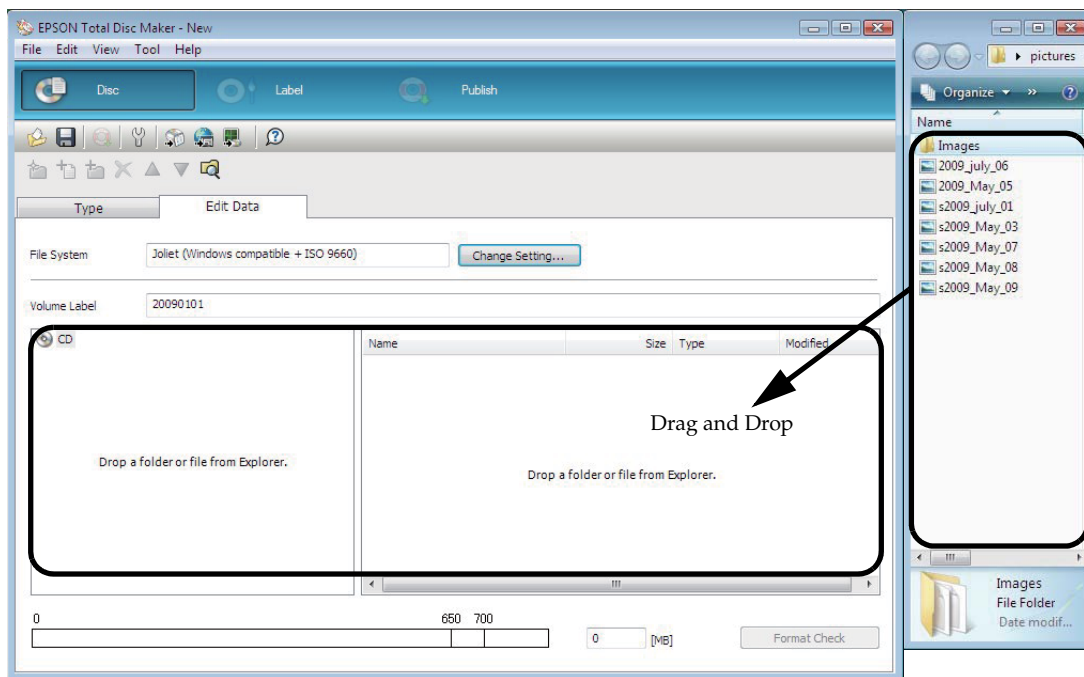 EPSON Total Disc Maker - New
File Edit View Tool Help
Disc
Label
Publish
Type
Edit Data
File System
Joliet (Windows compatible + ISO 9660)
Change Setting...
Volume Label
20090101
CD
Name
Size
Type
Modified
Drag and Drop
Drop a folder or file from Explorer.
Drop a folder or file from Explorer.
0
650
700
0
[MB]
Format Check
pictures
Organize
»
Name
Images
2009_july_06
2009_May_05
s2009_july_01
s2009_May_03
s2009_May_07
s2009_May_08
s2009_May_09
Images
File Folder
Date modif...